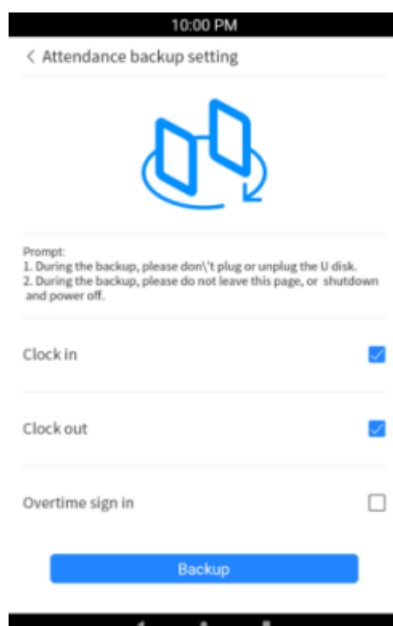 10:00 PM
< Attendance backup setting
Prompt:
1. During the backup, please don\'t plug or unplug the U disk.
2. During the backup, please do not leave this page, or shutdown
and power off.
Clock in
Clock out
Overtime sign in
Backup